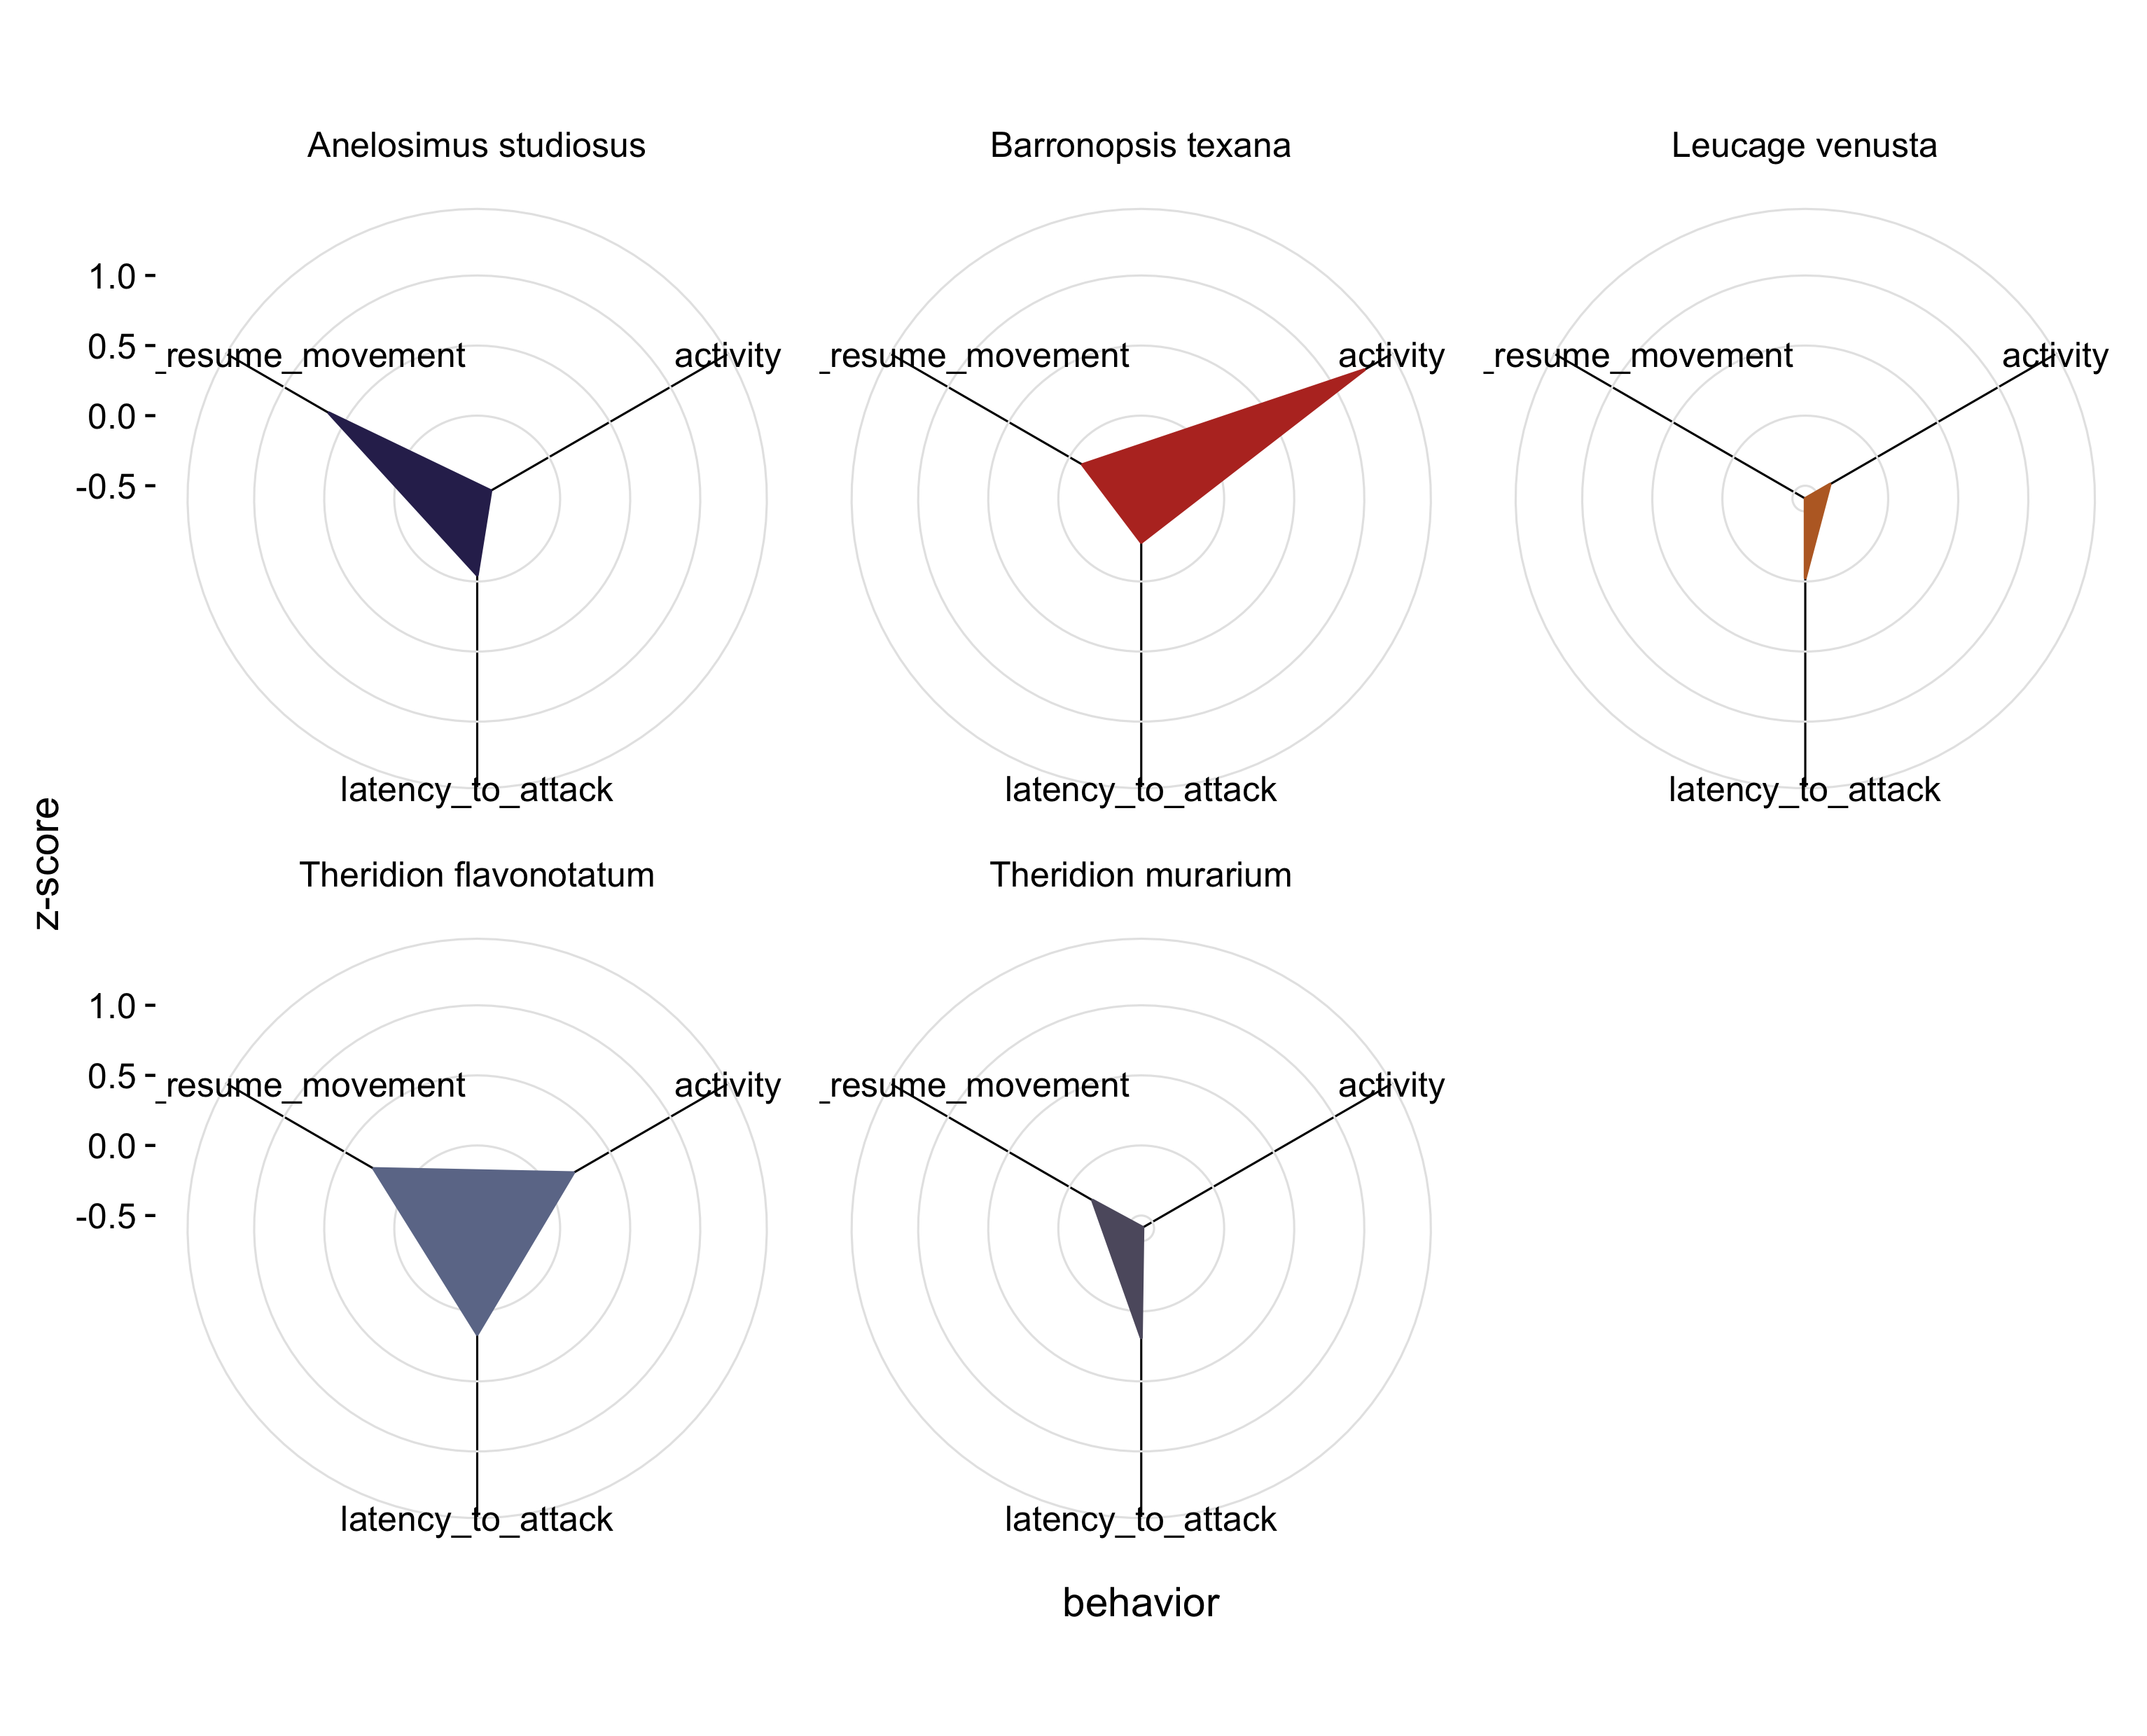 Anelosimus studiosus
Barronopsis texana
Leucage venusta
1.0
0.5
0.0
-0.5
_resume_movement
activity
latency_to_attack
_resume_movement
activity
latency_to_attack
_resume_movement
activity
latency_to_attack
z-score
Theridion flavonotatum
Theridion murarium
1.0
0.5
0.0
-0.5
_resume_movement
activity
latency_to_attack
_resume_movement
activity
latency_to_attack
behavior